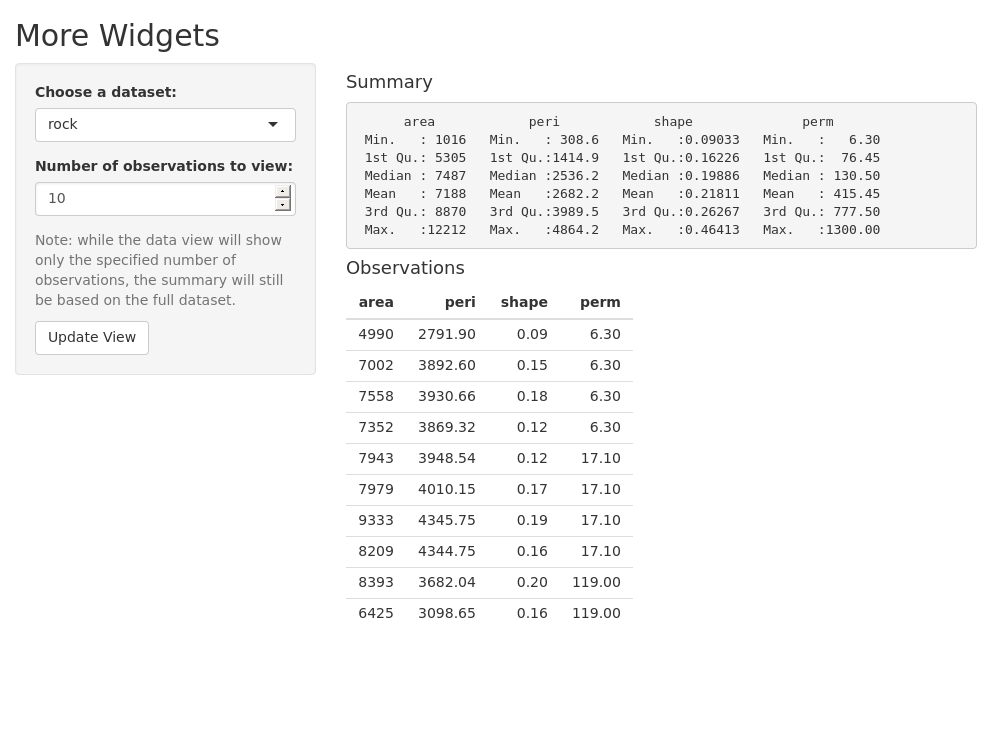 More Widgets
Choose a dataset:
rock
Number of observations to view:
10
Note: while the data view will show
only the specified number of
observations, the summary will still
be based on the full dataset.
Update View
Summary
area peri shape perm
Min. : 1016 Min. : 308.6 Min. :0.09033 Min. : 6.30
1st Qu.: 5305 1st Qu.:1414.9 1st Qu.:0.16226 1st Qu.: 76.45
Median : 7487 Median :2536.2 Median :0.19886 Median : 130.50
Mean : 7188 Mean :2682.2 Mean :0.21811 Mean : 415.45
3rd Qu.: 8870 3rd Qu.:3989.5 3rd Qu.:0.26267 3rd Qu.: 777.50
Max. :12212 Max. :4864.2 Max. :0.46413 Max. :1300.00
Observations
area peri shape perm
4990 2791.90 0.09 6.30
7002 3892.60 0.15 6.30
7558 3930.66 0.18 6.30
7352 3869.32 0.12 6.30
7943 3948.54 0.12 17.10
7979 4010.15 0.17 17.10
9333 4345.75 0.19 17.10
8209 4344.75 0.16 17.10
8393 3682.04 0.20 119.00
6425 3098.65 0.16 119.00